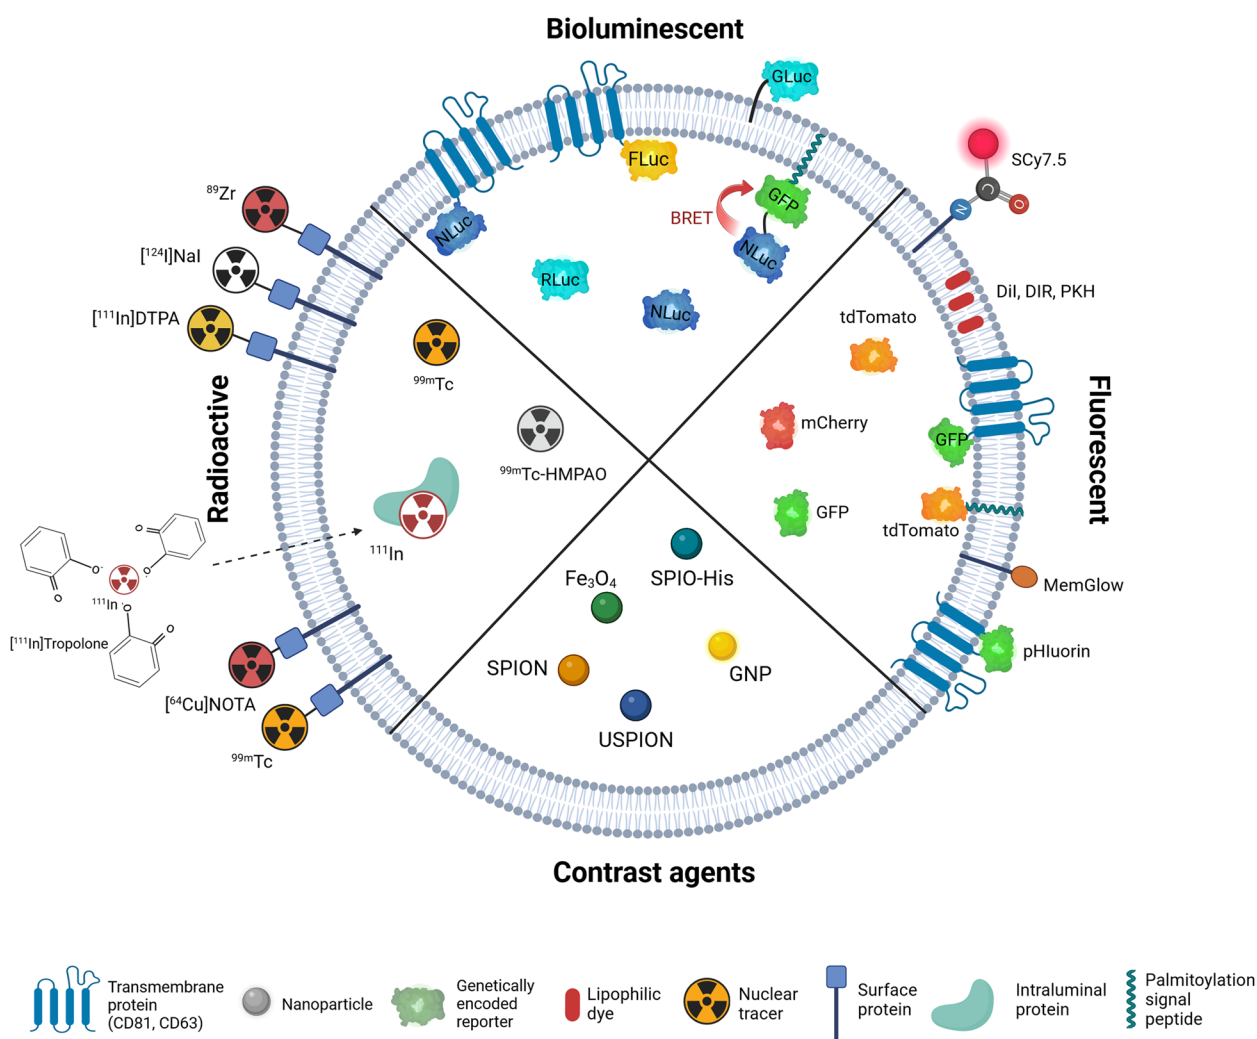 Bioluminescent
GLuc
FLuc
SCy7.5
C
O
N
⁸⁹Zr
GFP
BRET
NLuc
NLuc
[¹²⁴I]NaI
RLuc
DiI, DIR, PKH
NLuc
tdTomato
[¹¹¹In]DTPA
⁹⁹ᵐTc
mCherry
GFP
Radioactive
Fluorescent
⁹⁹ᵐTc-HMPAO
GFP
tdTomato
¹¹¹In
SPIO-His
Fe₃O₄
MemGlow
O
O
O⁻
O
¹¹¹In
O
O
[¹¹¹In]Tropolone
pHluorin
SPION
GNP
[⁶⁴Cu]NOTA
USPION
⁹⁹ᵐTc
Contrast agents
Transmembrane
protein
(CD81, CD63)
Nanoparticle
Genetically
encoded
reporter
Lipophilic
dye
Nuclear
tracer
Surface
protein
Intraluminal
protein
Palmitoylation
signal
peptide